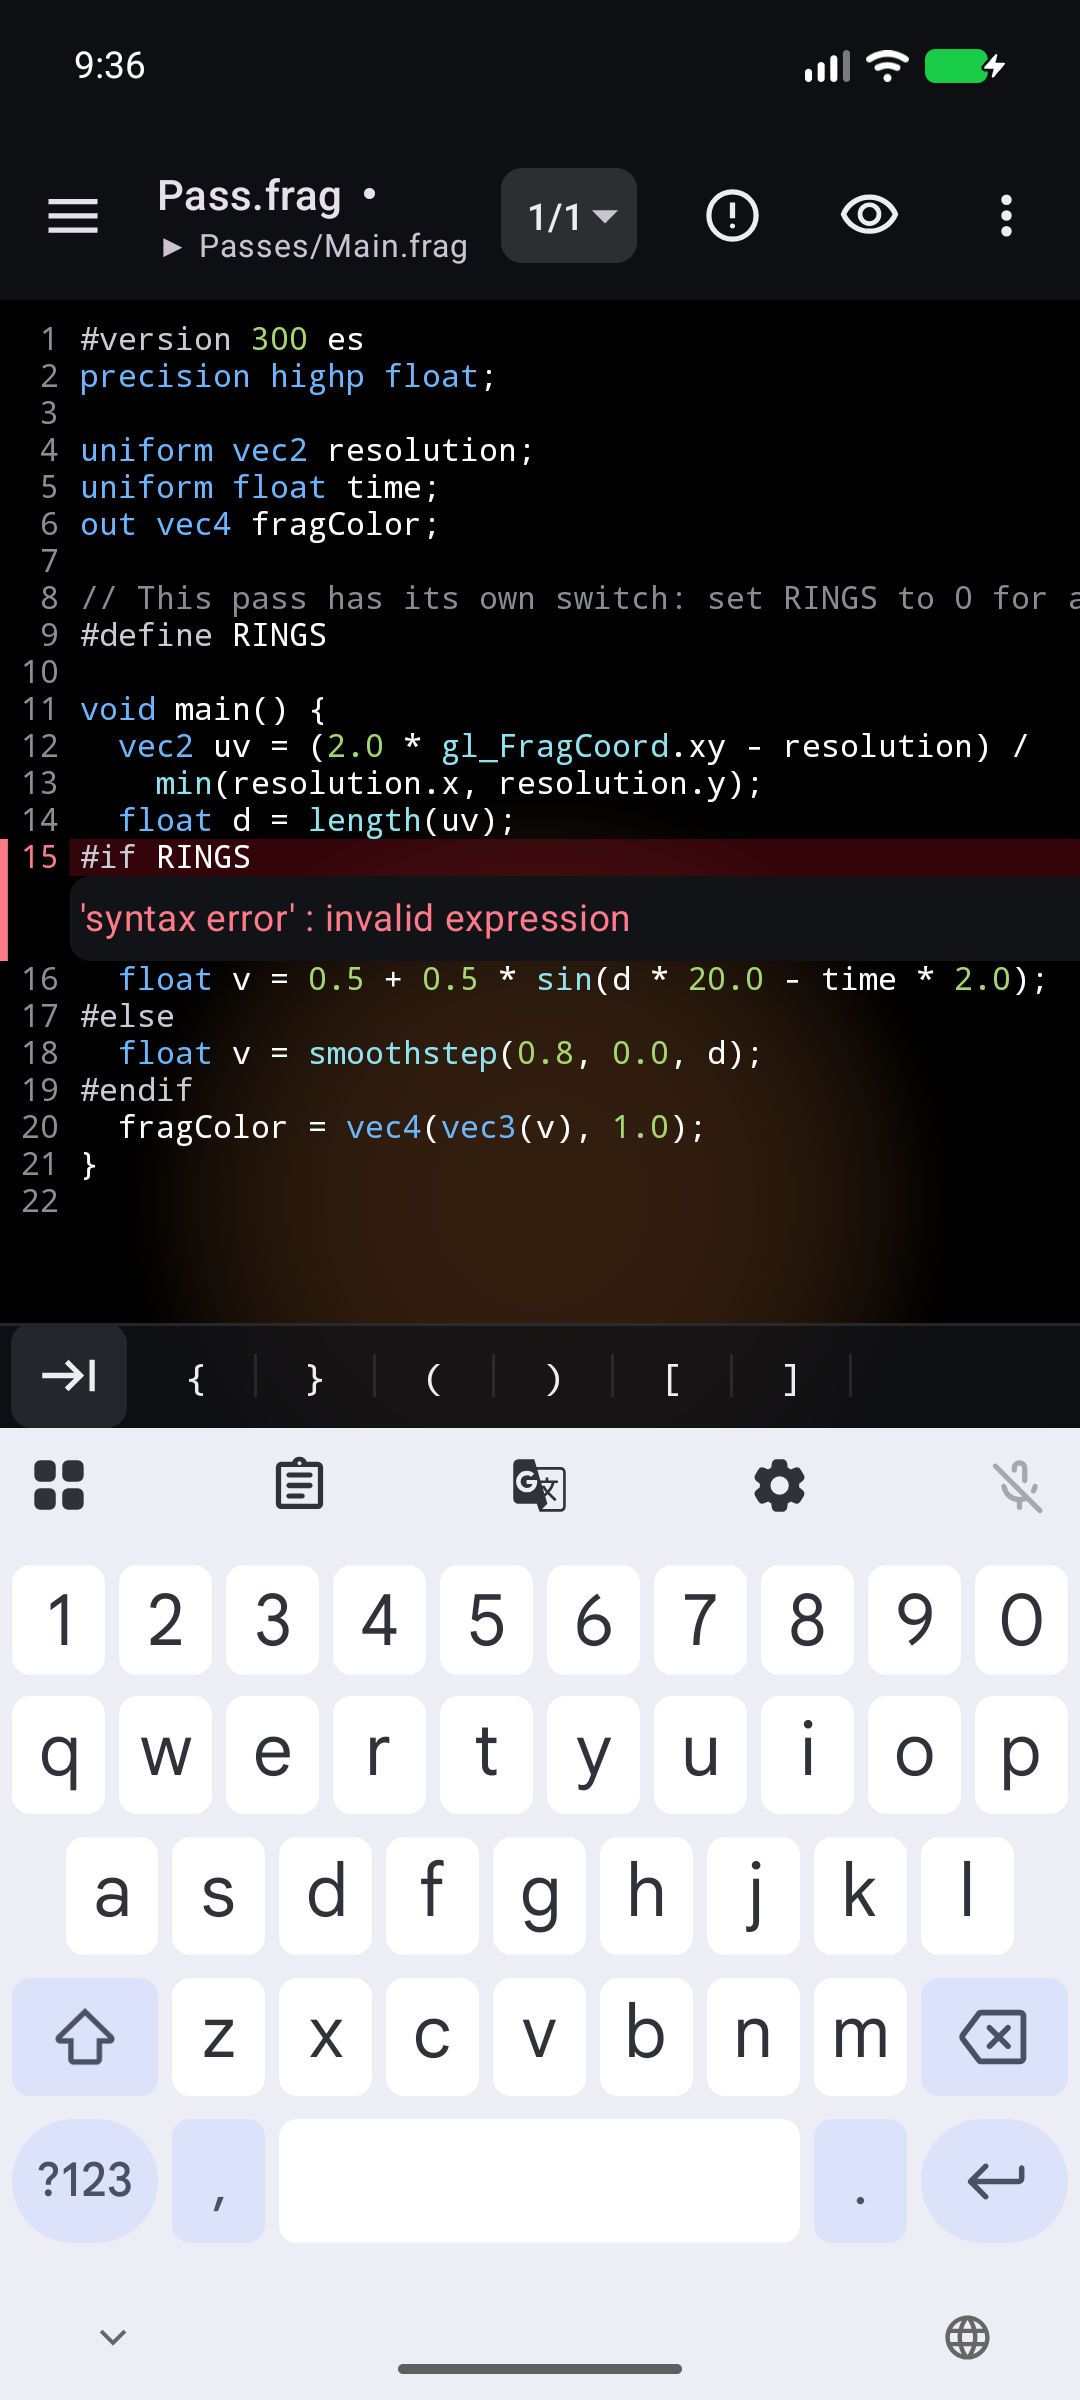 9:36
Pass.frag •
► Passes/Main.frag
1/1
1 #version 300 es
2 precision highp float;
3
4 uniform vec2 resolution;
5 uniform float time;
6 out vec4 fragColor;
7
8 // This pass has its own switch: set RINGS to 0 for a
9 #define RINGS
10
11 void main() {
12   vec2 uv = (2.0 * gl_FragCoord.xy - resolution) /
13     min(resolution.x, resolution.y);
14   float d = length(uv);
15 #if RINGS
'syntax error' : invalid expression
16   float v = 0.5 + 0.5 * sin(d * 20.0 - time * 2.0);
17 #else
18   float v = smoothstep(0.8, 0.0, d);
19 #endif
20   fragColor = vec4(vec3(v), 1.0);
21 }
22
{ } ( ) [ ]
1 2 3 4 5 6 7 8 9 0
q w e r t y u i o p
a s d f g h j k l
z x c v b n m
?123 , .